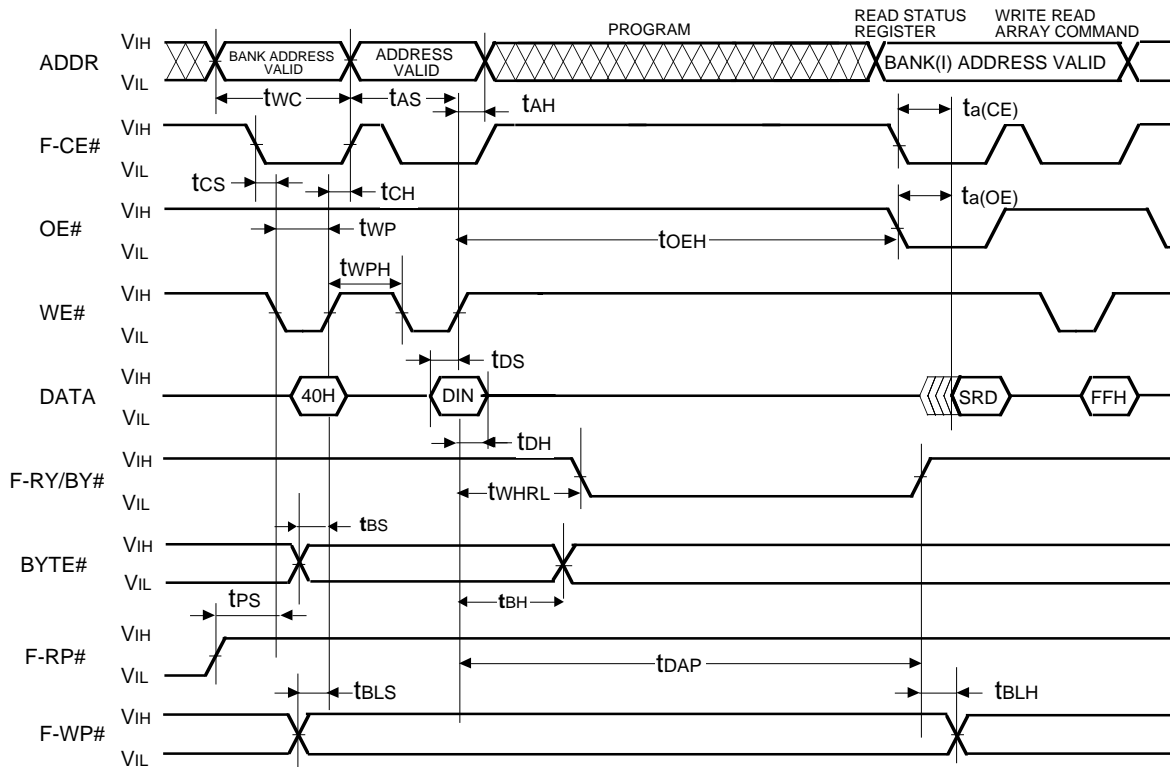 READ STATUS REGISTER
WRITE READ ARRAY COMMAND
PROGRAM
ADDR
VIH
VIL
BANK ADDRESS VALID
ADDRESS VALID
BANK(I) ADDRESS VALID
tWC
tAS
tAH
ta(CE)
F-CE#
VIH
VIL
tCS
tCH
ta(OE)
OE#
VIH
VIL
tWP
tOEH
tWPH
WE#
VIH
VIL
tDS
DATA
VIH
VIL
40H
DIN
SRD
FFH
tDH
F-RY/BY#
VIH
VIL
tWHRL
tBS
BYTE#
VIH
VIL
tBH
tPS
F-RP#
VIH
VIL
tDAP
tBLS
tBLH
F-WP#
VIH
VIL